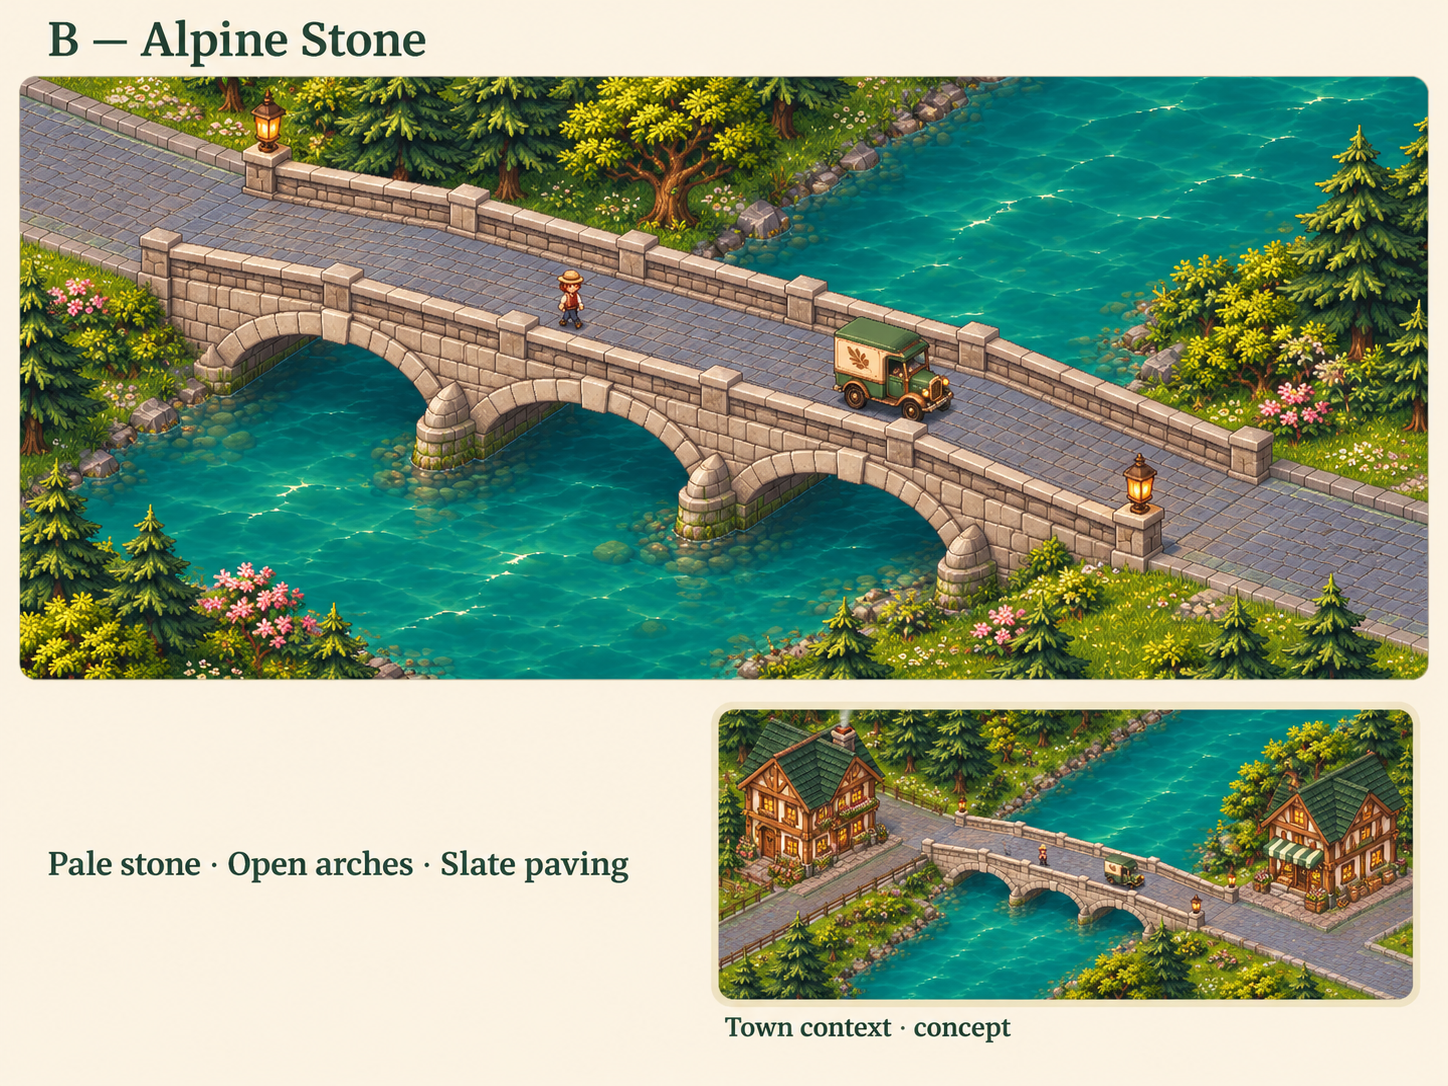 B — Alpine Stone
Pale stone · Open arches · Slate paving
Town context · concept